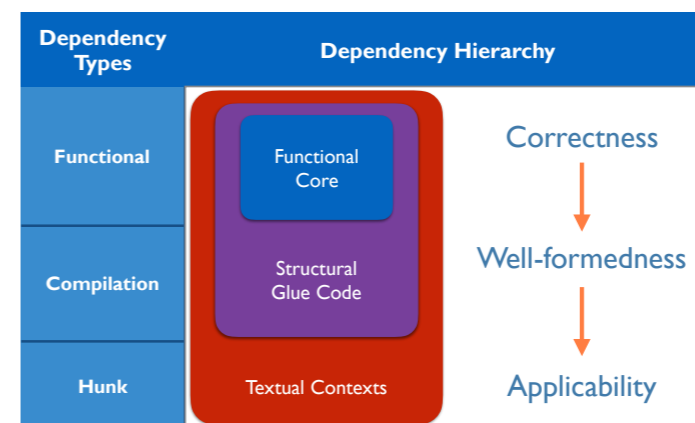 Dependency
Types
Dependency Hierarchy
Functional
Functional
Core
Correctness
Compilation
Structural
Glue Code
Well-formedness
Hunk
Textual Contexts
Applicability